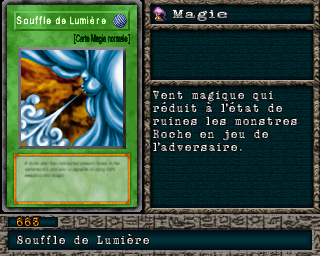 Souffle de Lumière
[Carte Magie normale]
Magie
Vent magique qui
réduit à l'état de
ruines les monstres
Roche en jeu de
l'adversaire.
663
Souffle de Lumière